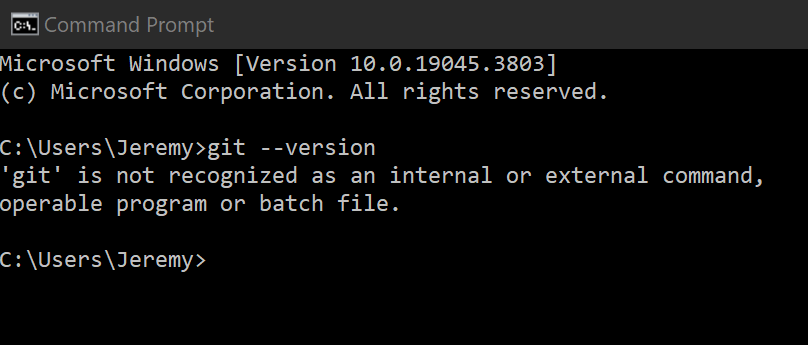 Command Prompt
Microsoft Windows [Version 10.0.19045.3803]
(c) Microsoft Corporation. All rights reserved.
C:\Users\Jeremy>git --version
'git' is not recognized as an internal or external command,
operable program or batch file.
C:\Users\Jeremy>